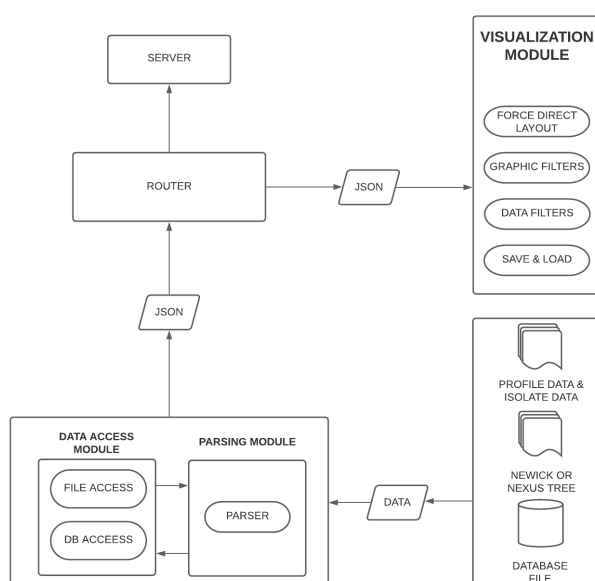 SERVER
ROUTER
JSON
VISUALIZATION
MODULE
FORCE DIRECT
LAYOUT
GRAPHIC FILTERS
DATA FILTERS
SAVE & LOAD
JSON
DATA ACCESS
MODULE
FILE ACCESS
DB ACCEESS
PARSING MODULE
PARSER
DATA
PROFILE DATA &
ISOLATE DATA
NEWICK OR
NEXUS TREE
DATABASE
FILE